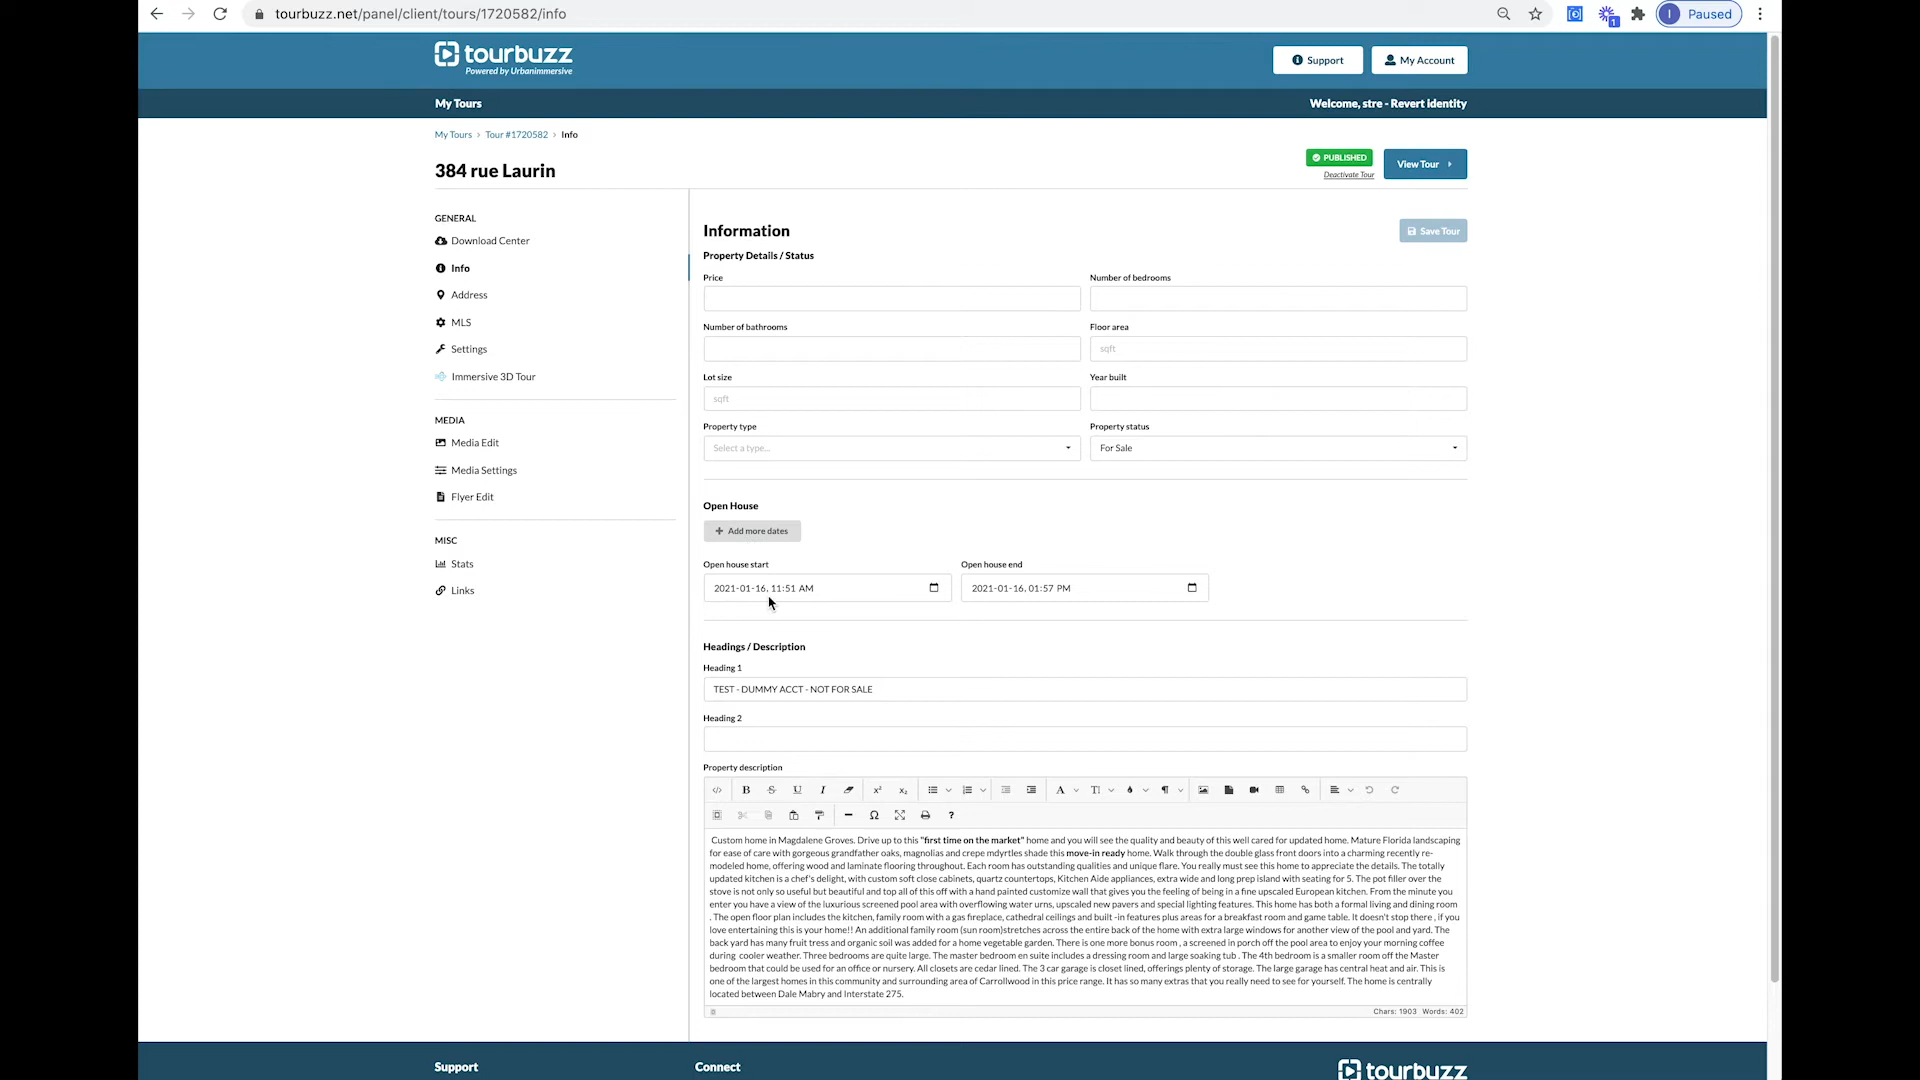 tourbuzz.net/panel/client/tours/1720582/info
1
I
Paused
tourbuzz
Powered by Urbanimmersive
Support
My Account
My Tours
Welcome, stre - Revert identity
My Tours › Tour #1720582 › Info
384 rue Laurin
PUBLISHED
Deactivate Tour
View Tour
GENERAL
Download Center
Info
Address
MLS
Settings
Immersive 3D Tour
MEDIA
Media Edit
Media Settings
Flyer Edit
MISC
Stats
Links
Information
Save Tour
Property Details / Status
Price
Number of bedrooms
Number of bathrooms
Floor area
sqft
Lot size
Year built
sqft
Property type
Property status
Select a type...
For Sale
Open House
+ Add more dates
Open house start
Open house end
2021-01-16, 11:51 AM
2021-01-16, 01:57 PM
Headings / Description
Heading 1
TEST - DUMMY ACCT - NOT FOR SALE
Heading 2
Property description
Custom home in Magdalene Groves. Drive up to this "first time on the market" home and you will see the quality and beauty of this well cared for updated home. Mature Florida landscaping
for ease of care with gorgeous grandfather oaks, magnolias and crepe mdyrtles shade this move-in ready home. Walk through the double glass front doors into a charming recently re-
modeled home, offering wood and laminate flooring throughout. Each room has outstanding qualities and unique flare. You really must see this home to appreciate the details. The totally
updated kitchen is a chef's delight, with custom soft close cabinets, quartz countertops, Kitchen Aide appliances, extra wide and long prep island with seating for 5. The pot filler over the
stove is not only so useful but beautiful and top all of this off with a hand painted customize wall that gives you the feeling of being in a fine upscaled European kitchen. From the minute you
enter you have a view of the luxurious screened pool area with overflowing water urns, upscaled new pavers and special lighting features. This home has both a formal living and dining room
. The open floor plan includes the kitchen, family room with a gas fireplace, cathedral ceilings and built -in features plus areas for a breakfast room and game table. It doesn't stop there , if you
love entertaining this is your home!! An additional family room (sun room)stretches across the entire back of the home with extra large windows for another view of the pool and yard. The
back yard has many fruit tress and organic soil was added for a home vegetable garden. There is one more bonus room , a screened in porch off the pool area to enjoy your morning coffee
during cooler weather. Three bedrooms are quite large. The master bedroom en suite includes a dressing room and large soaking tub . The 4th bedroom is a smaller room off the Master
bedroom that could be used for an office or nursery. All closets are cedar lined. The 3 car garage is closet lined, offerings plenty of storage. The large garage has central heat and air. This is
one of the largest homes in this community and surrounding area of Carrollwood in this price range. It has so many extras that you really need to see for yourself. The home is centrally
located between Dale Mabry and Interstate 275.
Chars: 1903 Words: 402
Support
Connect
tourbuzz